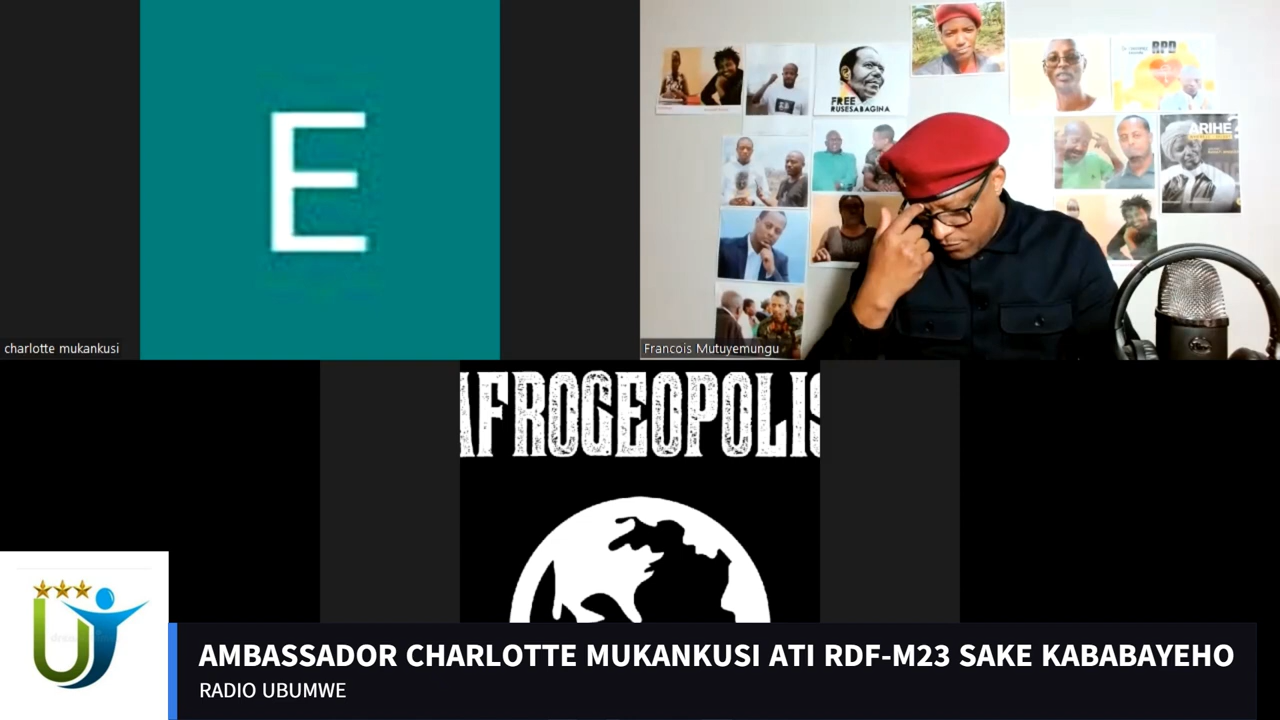 E
charlotte mukankusi
RPD
FREE
RUSESABAGINA
ARIHE
Francois Mutuyemungu
AFROGEOPOLIS
AMBASSADOR CHARLOTTE MUKANKUSI ATI RDF-M23 SAKE KABABAYEHO
RADIO UBUMWE